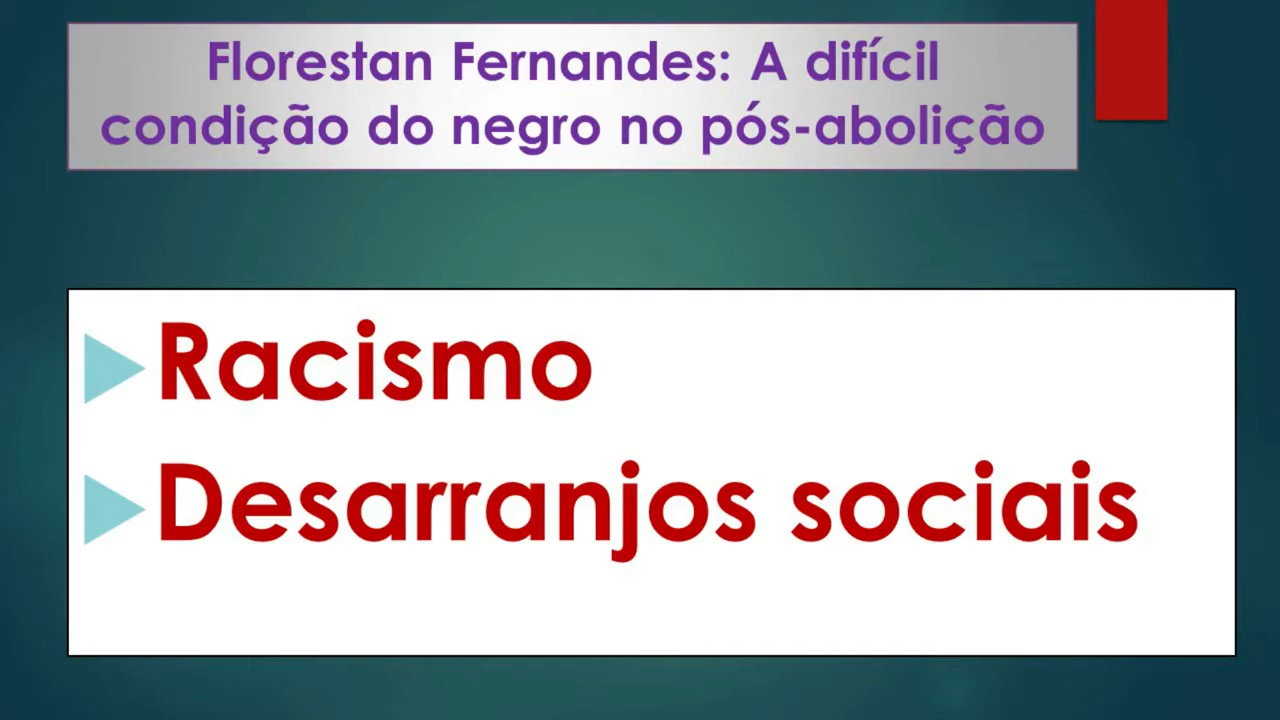 Florestan Fernandes: A difícil
condição do negro no pós-abolição
Racismo
Desarranjos sociais